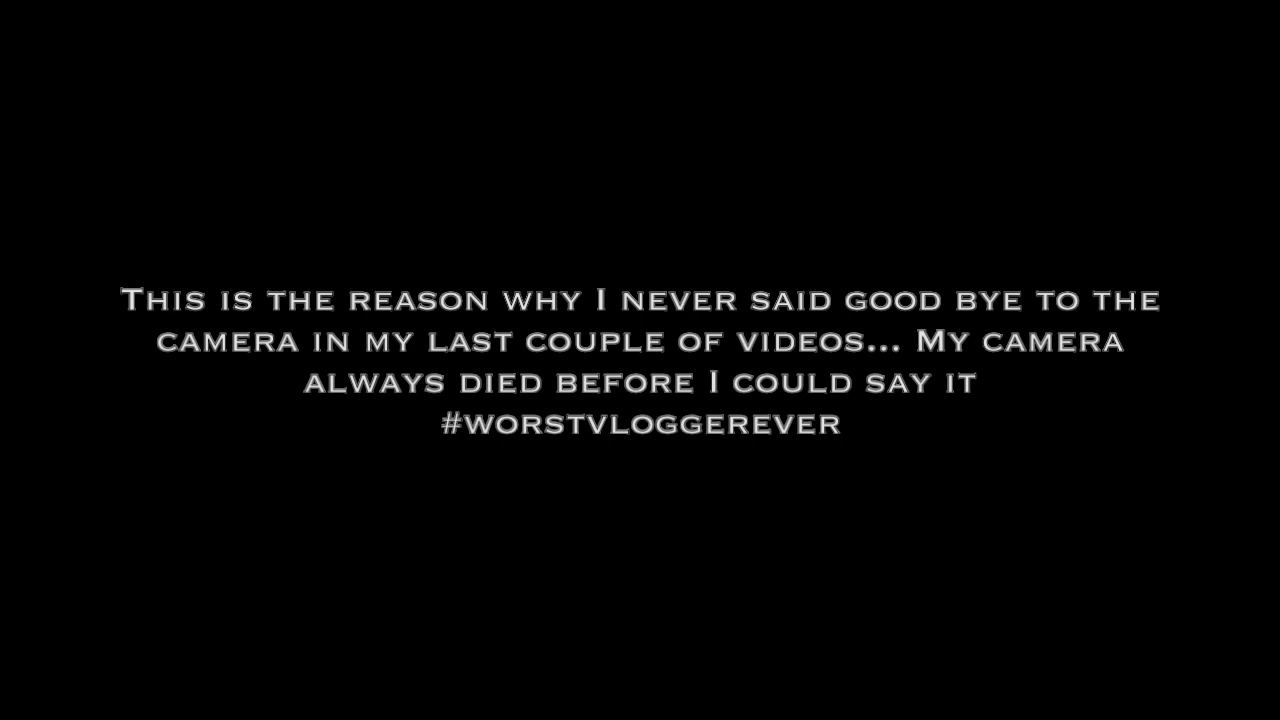 This is the reason why I never said good bye to the
camera in my last couple of videos... My camera
always died before I could say it
#worstvloggerever